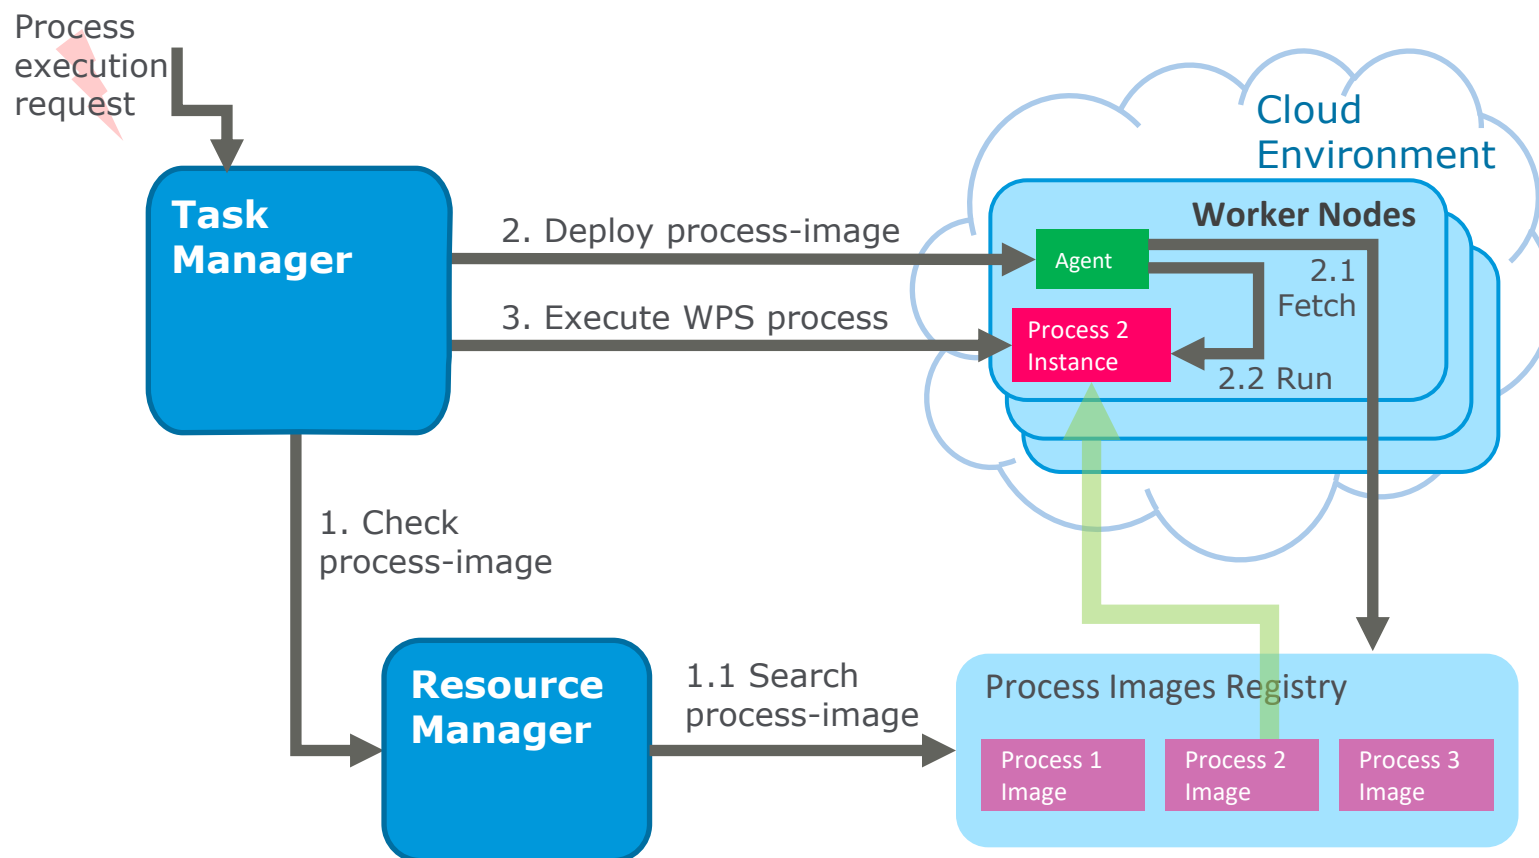 Process
execution
request
Task
Manager
2. Deploy process-image
3. Execute WPS process
Cloud
Environment
Worker Nodes
Agent
2.1
Fetch
Process 2
Instance
2.2 Run
1. Check
process-image
Resource
Manager
1.1 Search
process-image
Process Images Registry
Process 1
Image
Process 2
Image
Process 3
Image